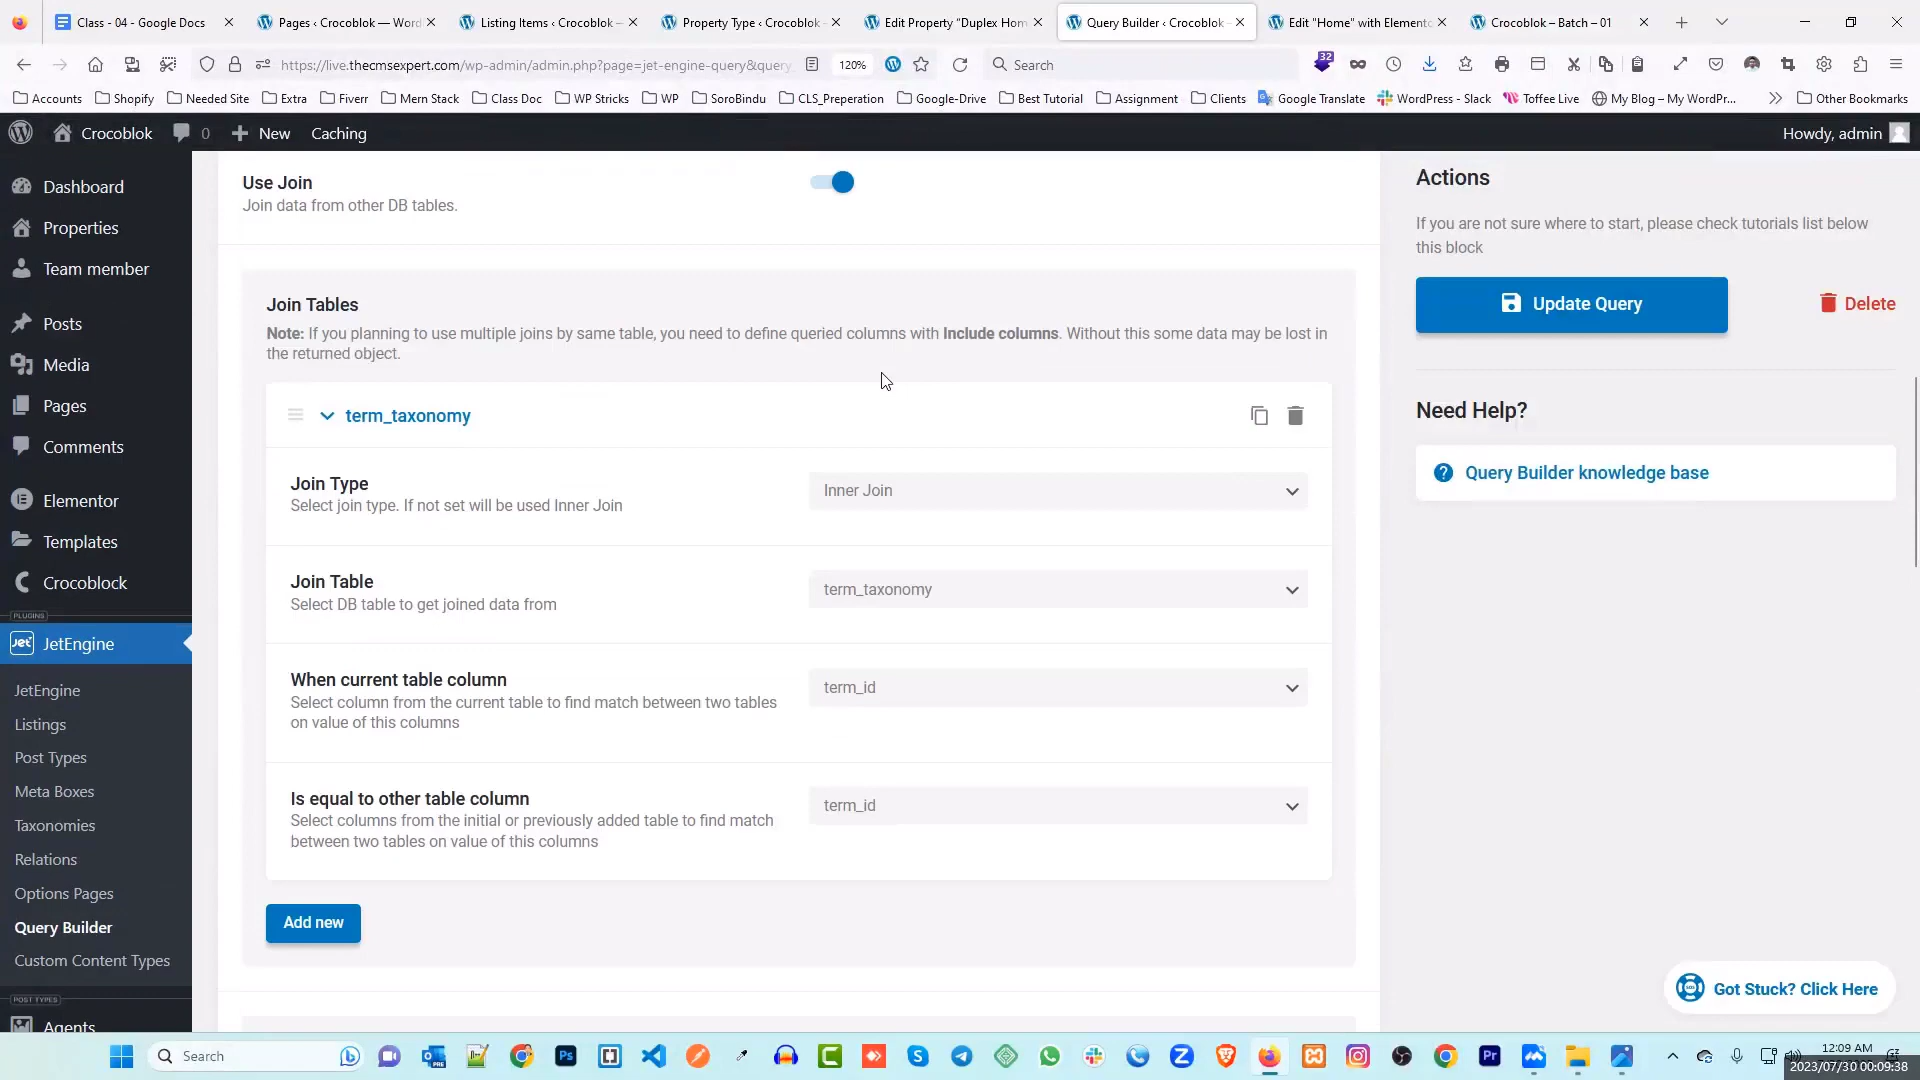 Class - 04 - Google Docs
Pages ‹ Crocoblok — Word
Listing Items ‹ Crocoblok —
Property Type ‹ Crocoblok
Edit Property "Duplex Hom
Query Builder ‹ Crocoblok
Edit "Home" with Elemento
Crocoblok – Batch – 01
https://live.thecmsexpert.com/wp-admin/admin.php?page=jet-engine-query&query
120%
Search
32
Accounts
Shopify
Needed Site
Extra
Fiverr
Mern Stack
Class Doc
WP Stricks
WP
SoroBindu
CLS_Preperation
Google-Drive
Best Tutorial
Assignment
Clients
Google Translate
WordPress - Slack
Toffee Live
My Blog – My WordPr...
Other Bookmarks
Crocoblok
0
New
Caching
Howdy, admin
Dashboard
Properties
Team member
Posts
Media
Pages
Comments
Elementor
Templates
Crocoblock
PLUGINS
JetEngine
JetEngine
Listings
Post Types
Meta Boxes
Taxonomies
Relations
Options Pages
Query Builder
Custom Content Types
POST TYPES
Agents
Use Join
Join data from other DB tables.
Join Tables
Note: If you planning to use multiple joins by same table, you need to define queried columns with Include columns. Without this some data may be lost in
the returned object.
term_taxonomy
Join Type
Select join type. If not set will be used Inner Join
Inner Join
Join Table
Select DB table to get joined data from
term_taxonomy
When current table column
Select column from the current table to find match between two tables
on value of this columns
term_id
Is equal to other table column
Select columns from the initial or previously added table to find match
between two tables on value of this columns
term_id
Add new
Actions
If you are not sure where to start, please check tutorials list below
this block
Update Query
Delete
Need Help?
Query Builder knowledge base
Got Stuck? Click Here
Search
12:09 AM
2023/07/30 00:09:38